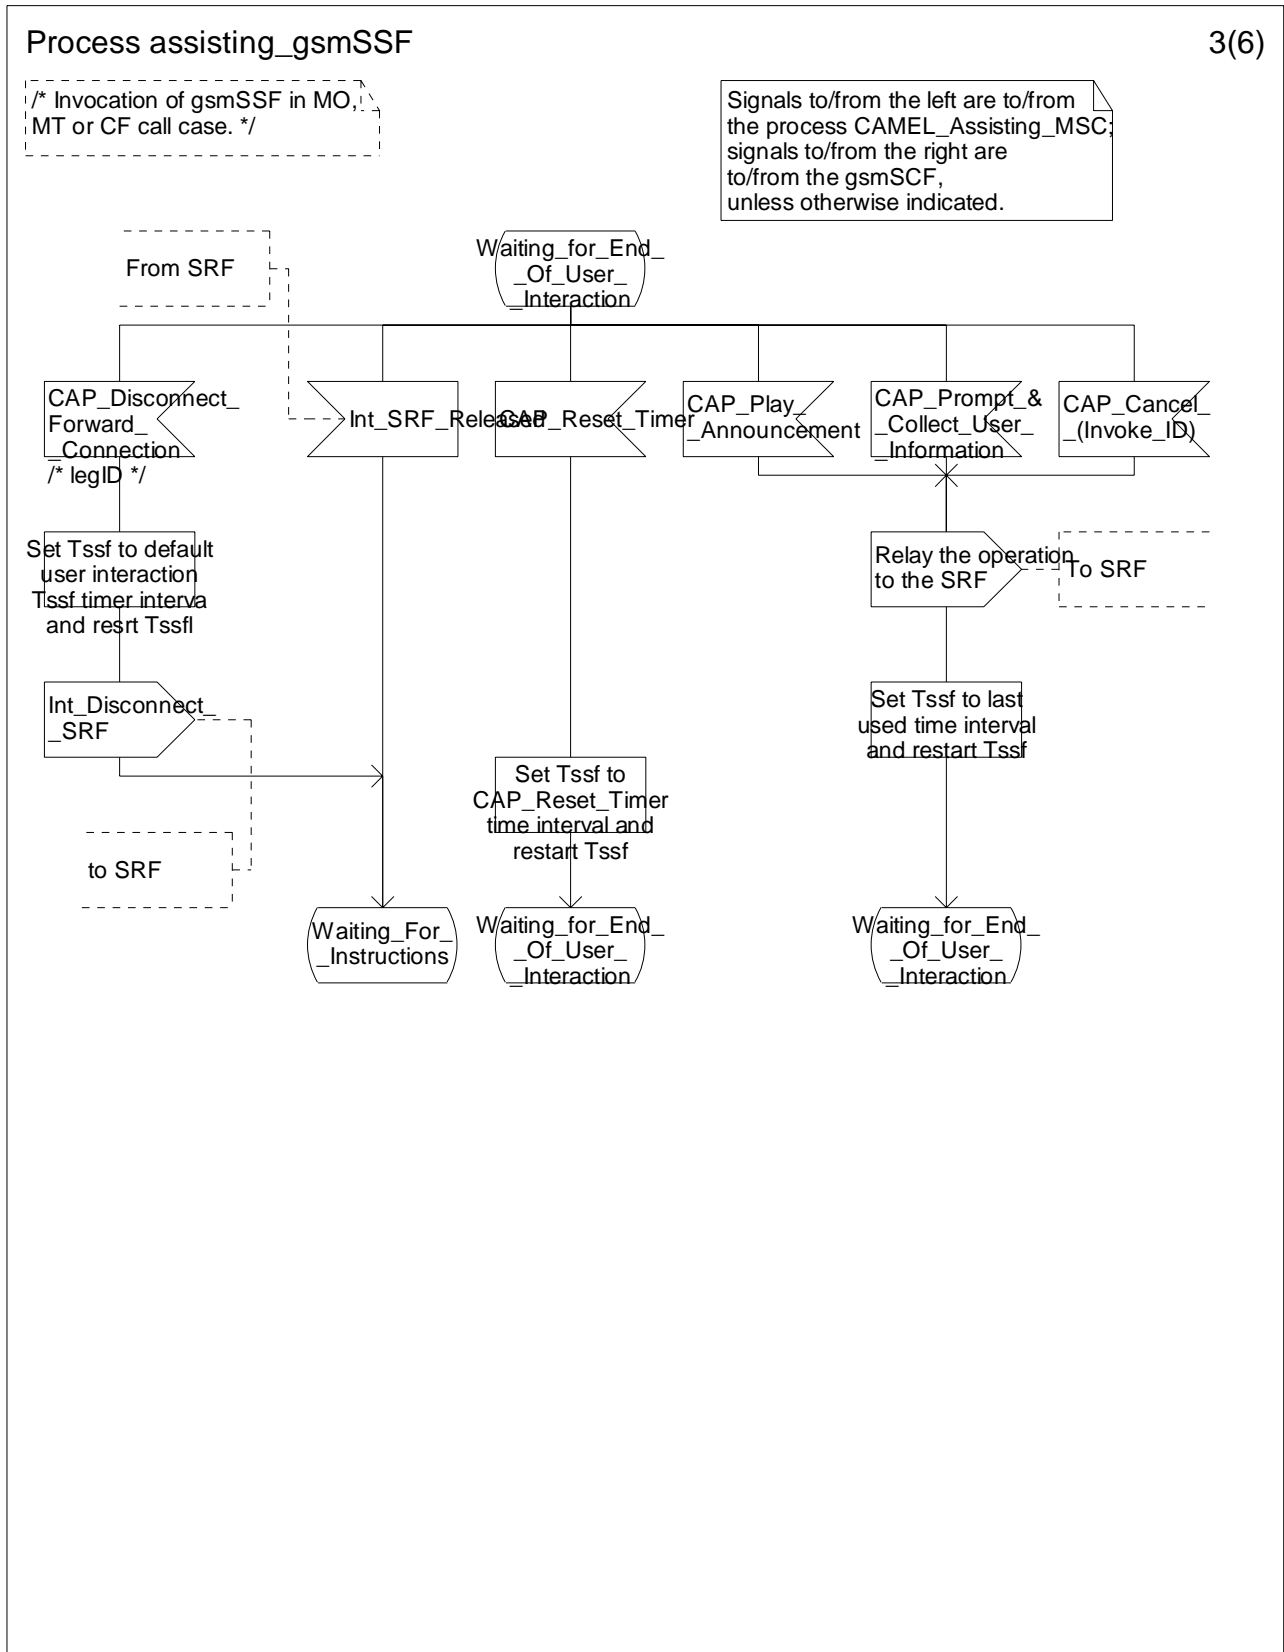 Process assisting_gsmSSF
3(6)
/* Invocation of gsmSSF in MO,
MT or CF call case. */
Signals to/from the left are to/from
the process CAMEL_Assisting_MSC;
signals to/from the right are
to/from the gsmSCF,
unless otherwise indicated.
From SRF
Waiting_for_End_
_Of_User_
_Interaction
CAP_Disconnect_
Forward_
_Connection
/* legID */
Int_SRF_Released
CAP_Reset_Timer
CAP_Play_
_Announcement
CAP_Prompt_&
_Collect_User_
_Information
CAP_Cancel_
_(Invoke_ID)
Set Tssf to default
user interaction
Tssf timer interva
and resrt Tssfl
Relay the operation
to the SRF
To SRF
Int_Disconnect_
_SRF
Set Tssf to last
used time interval
and restart Tssf
Set Tssf to
CAP_Reset_Timer
time interval and
restart Tssf
to SRF
Waiting_For_
_Instructions
Waiting_for_End_
_Of_User_
_Interaction
Waiting_for_End_
_Of_User_
_Interaction